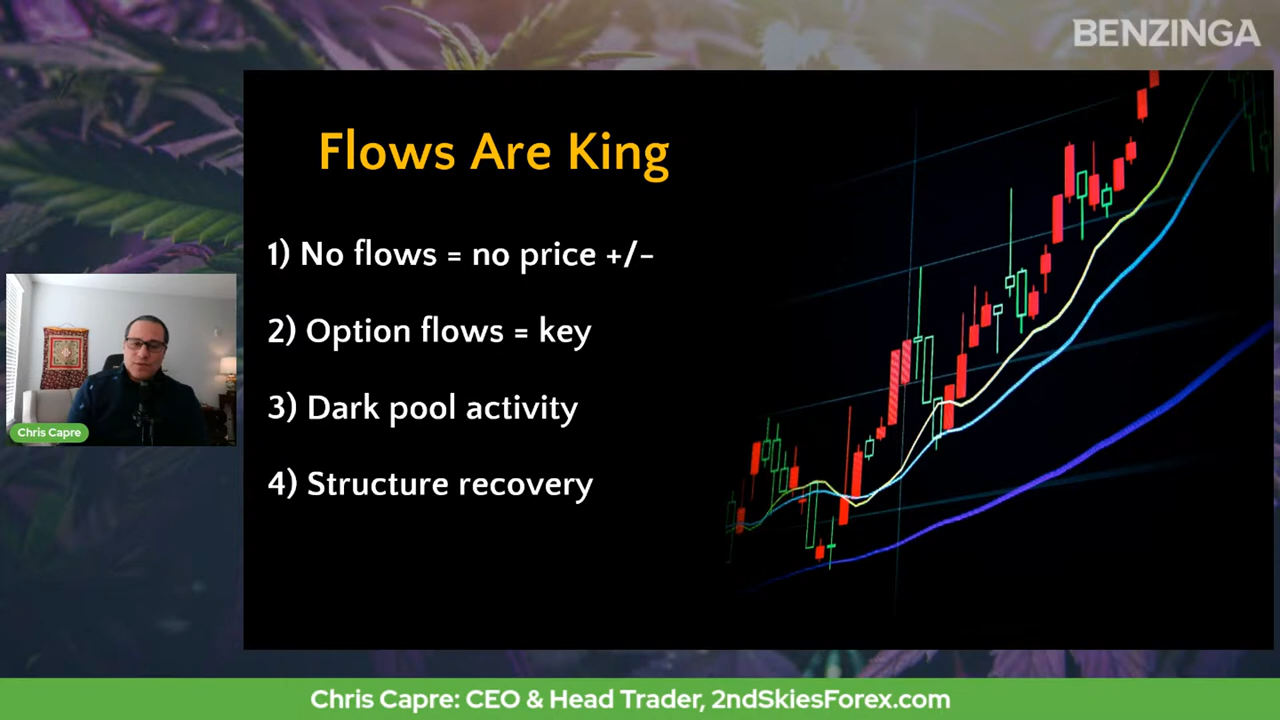 BENZINGA
Flows Are King
1) No flows = no price +/-
2) Option flows = key
3) Dark pool activity
4) Structure recovery
Chris Capre
Chris Capre: CEO & Head Trader, 2ndSkiesForex.com